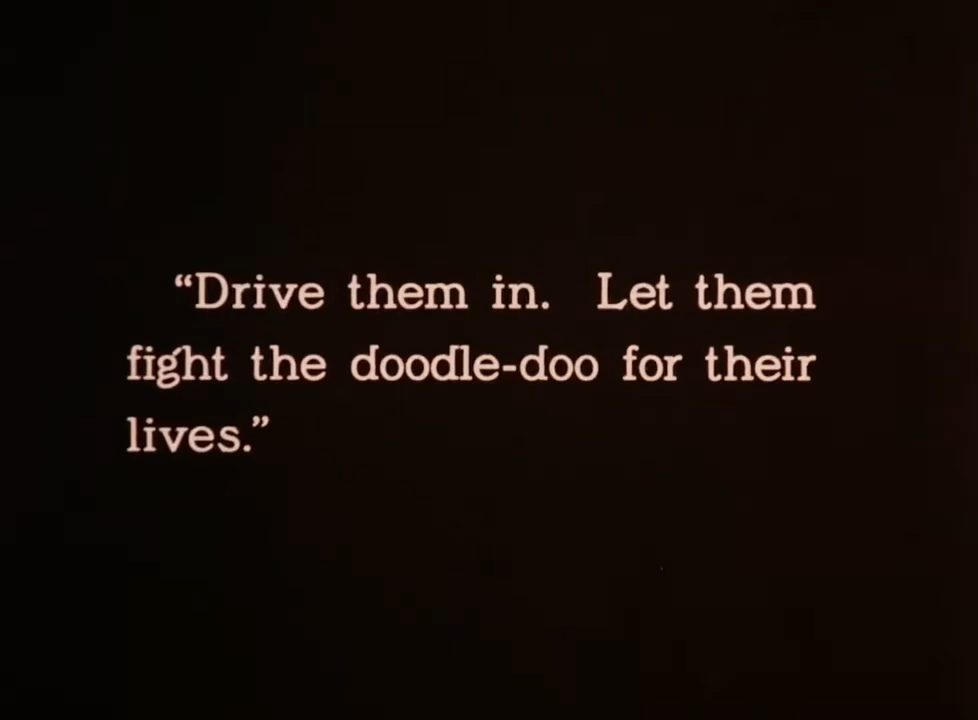 “Drive them in. Let them
fight the doodle-doo for their
lives.”